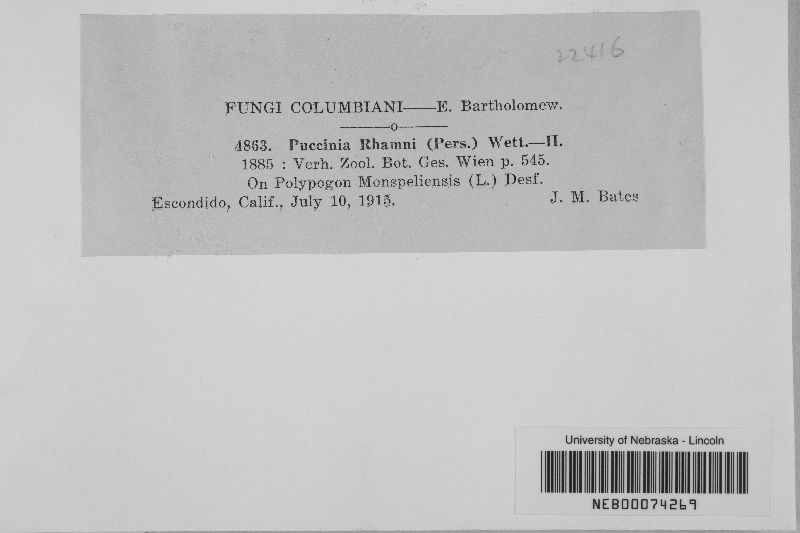 22416
FUNGI COLUMBIANI——E. Bartholomew.
——o——
4863. Puccinia Rhamni (Pers.) Wett.—II.
1885 : Verh. Zool. Bot. Ges. Wien p. 545.
On Polypogon Monspeliensis (L.) Desf.
Escondido, Calif., July 10, 1915. J. M. Bates
University of Nebraska - Lincoln
NEB00074269